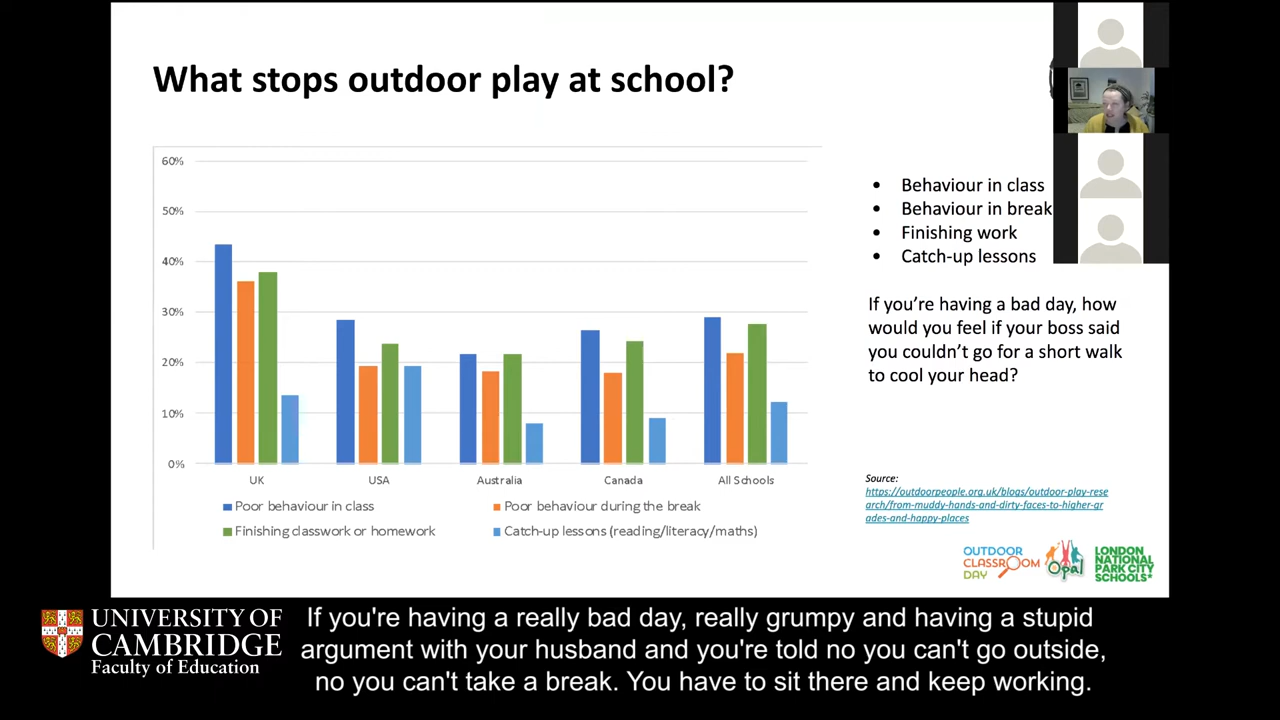 What stops outdoor play at school?
60%
50%
40%
30%
20%
10%
0%
UK
USA
Australia
Canada
All Schools
Poor behaviour in class
Poor behaviour during the break
Finishing classwork or homework
Catch-up lessons (reading/literacy/maths)
• Behaviour in class
• Behaviour in break
• Finishing work
• Catch-up lessons
If you’re having a bad day, how
would you feel if your boss said
you couldn’t go for a short walk
to cool your head?
Source:
https://outdoorpeople.org.uk/blogs/outdoor-play-rese
arch/from-muddy-hands-and-dirty-faces-to-higher-gr
ades-and-happy-places
OUTDOOR
CLASSROOM
DAY
Opal
LONDON
NATIONAL
PARK CITY
SCHOOLS*
UNIVERSITY OF
CAMBRIDGE
Faculty of Education
If you're having a really bad day, really grumpy and having a stupid
argument with your husband and you're told no you can't go outside,
no you can't take a break. You have to sit there and keep working.